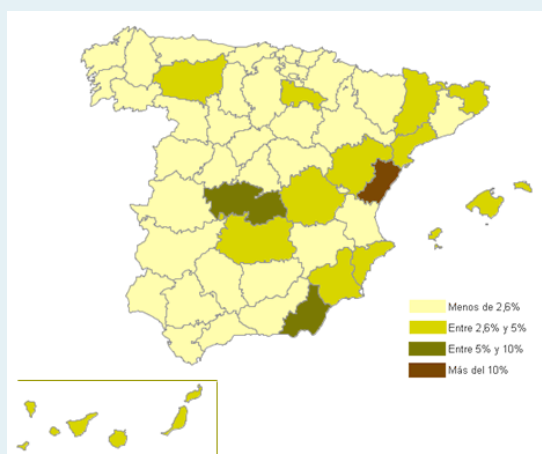 Menos de 2,6%
Entre 2,6% y 5%
Entre 5% y 10%
Más del 10%